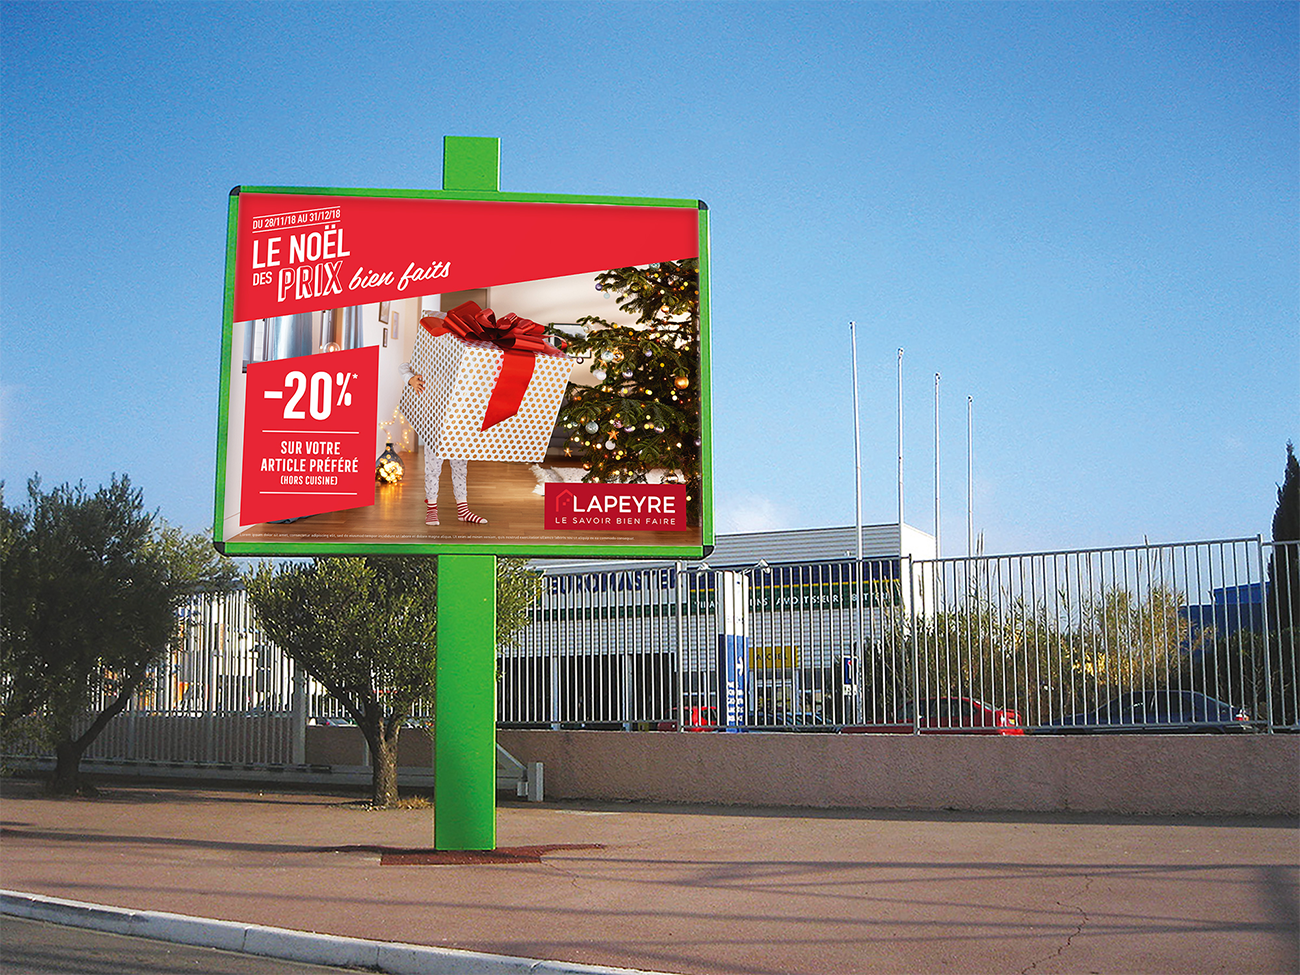 DU 28/11/18 AU 31/12/18
LE NOËL
DES PRIX bien faits
-20%*
SUR VOTRE
ARTICLE PRÉFÉRÉ
(HORS CUISINE)
LAPEYRE
LE SAVOIR BIEN FAIRE